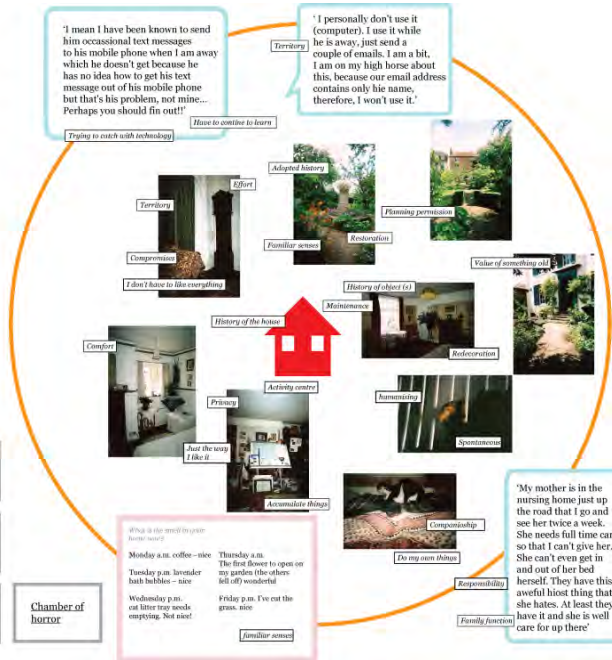 'I mean I have been known to send
him occassional text messages
to his mobile phone when I am away
which he doesn't get because he
has no idea how to get his text
message out of his mobile phone
but that's his problem, not mine...
Perhaps you should fin out!!'
Trying to catch with technology
Have to contine to learn
Territory
' I personally don't use it
(computer). I use it while
he is away, just send a
couple of emails. I am a bit,
I am on my high horse about
this, because our email address
contains only hie name,
therefore, I won't use it.'
Effort
Territory
Compromises
I don't have to like everything
Adopted history
Familiar senses
Restoration
Planning permission
Value of something old
History of object (s)
Maintenance
Redecoration
History of the house
Comfort
Activity centre
Privacy
Just the way
I like it
Accumulate things
humanising
Spontaneous
Companioship
Do my own things
What is the smell in your
home now?
Monday a.m. coffee – nice
Tuesday p.m. lavender
bath bubbles – nice
Wednesday p.m.
cat litter tray needs
emptying. Not nice!
Thursday a.m.
The first flower to open on
my garden (the others
fell off) wonderful
Friday p.m. I've cut the
grass. nice
familiar senses
Chamber of
horror
'My mother is in the
nursing home just up
the road that I go and
see her twice a week.
She needs full time car
so that I can't give her.
She can't even get in
and out of her bed
herself. They have this
aweful hiost thing that
she hates. At least they
have it and she is well
care for up there'
Responsibility
Family function